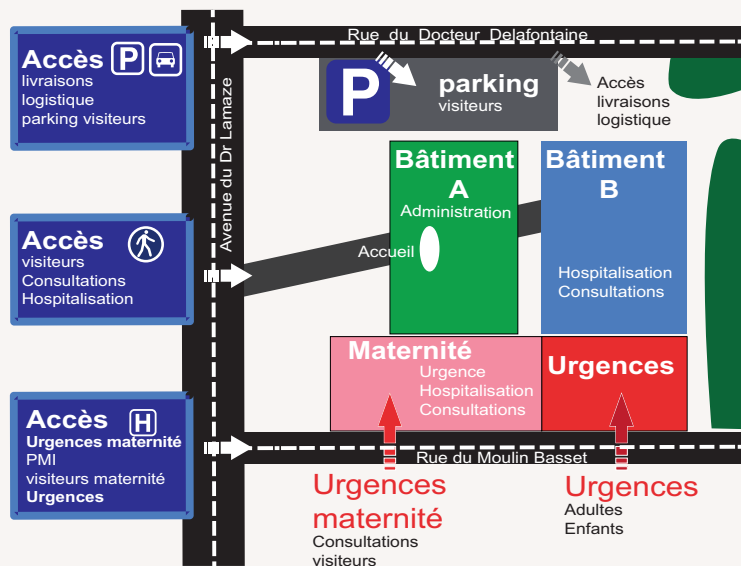 Accès P
livraisons
logistique
parking visiteurs
Accès
visiteurs
Consultations
Hospitalisation
Accès H
Urgences maternité
PMI
visiteurs maternité
Urgences
Avenue du Dr Lamaze
Rue du Docteur Delafontaine
P
parking
visiteurs
Accès
livraisons
logistique
Bâtiment
A
Administration
Accueil
Bâtiment
B
Hospitalisation
Consultations
Maternité
Urgence
Hospitalisation
Consultations
Urgences
Rue du Moulin Basset
Urgences
maternité
Consultations
visiteurs
Urgences
Adultes
Enfants